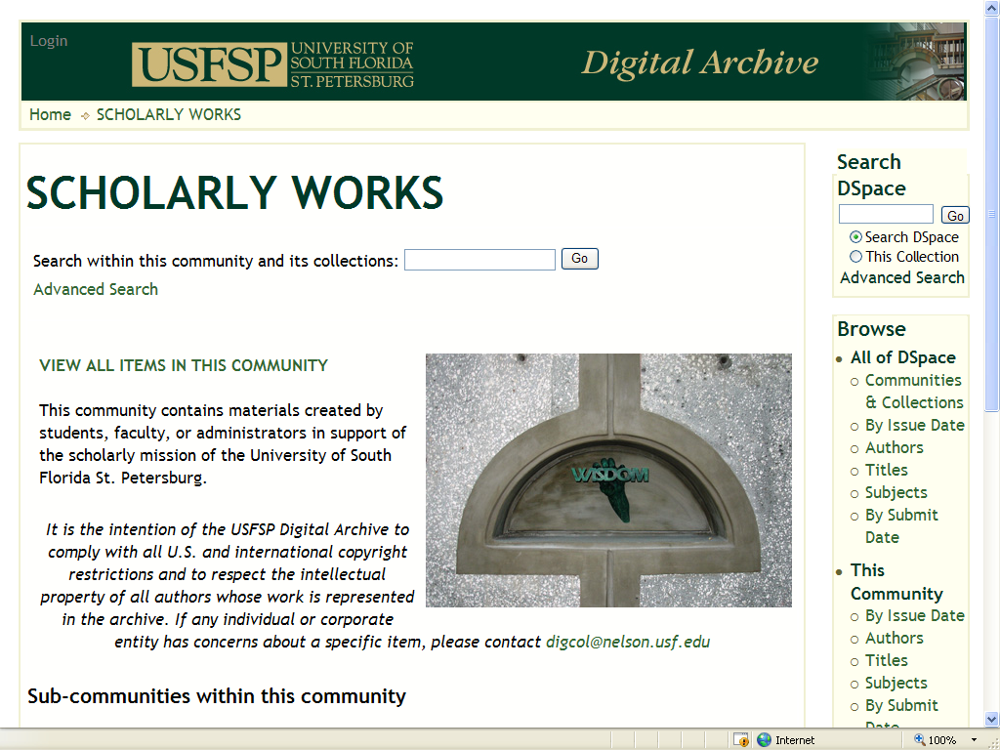 Login
USFSP UNIVERSITY OF
SOUTH FLORIDA
ST. PETERSBURG
Digital Archive
Home SCHOLARLY WORKS
SCHOLARLY WORKS
Search within this community and its collections: Go
Advanced Search
VIEW ALL ITEMS IN THIS COMMUNITY
This community contains materials created by
students, faculty, or administrators in support of
the scholarly mission of the University of South
Florida St. Petersburg.
WISDOM
It is the intention of the USFSP Digital Archive to
comply with all U.S. and international copyright
restrictions and to respect the intellectual
property of all authors whose work is represented
in the archive. If any individual or corporate
entity has concerns about a specific item, please contact digcol@nelson.usf.edu
Sub-communities within this community
Search
DSpace
Go
Search DSpace
This Collection
Advanced Search
Browse
All of DSpace
Communities
& Collections
By Issue Date
Authors
Titles
Subjects
By Submit
Date
This
Community
By Issue Date
Authors
Titles
Subjects
By Submit
Date
Internet
100%